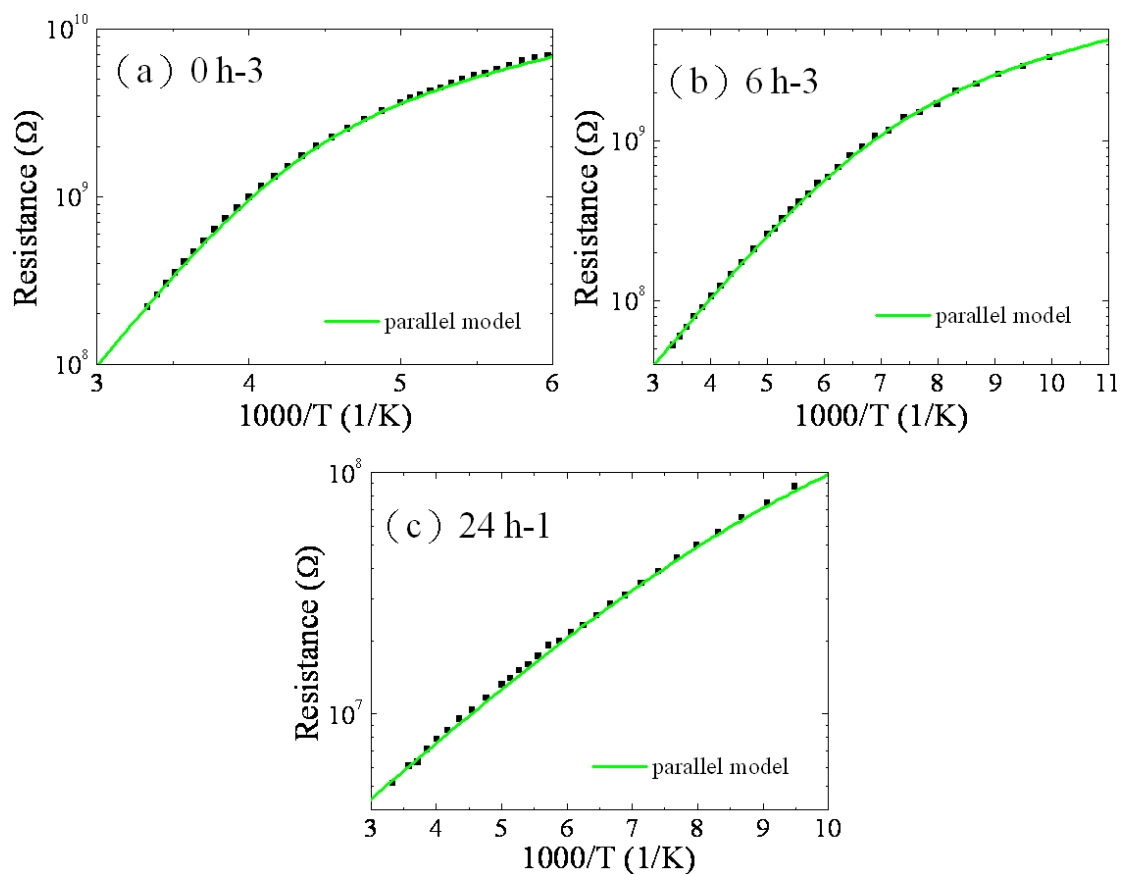 (a) 0 h-3
Resistance (Ω)
10^10
10^9
10^8
parallel model
3 4 5 6
1000/T (1/K)
(b) 6 h-3
Resistance (Ω)
10^9
10^8
parallel model
3 4 5 6 7 8 9 10 11
1000/T (1/K)
(c) 24 h-1
Resistance (Ω)
10^8
10^7
parallel model
3 4 5 6 7 8 9 10
1000/T (1/K)